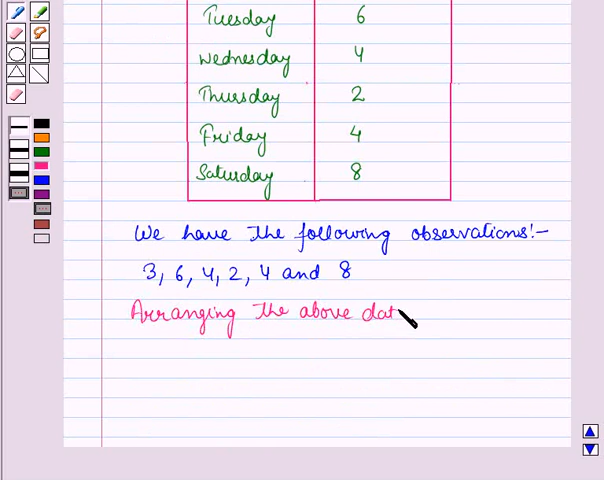 Tuesday 6
Wednesday 4
Thursday 2
Friday 4
Saturday 8
We have the following observations:-
3, 6, 4, 2, 4 and 8
Arranging the above dat